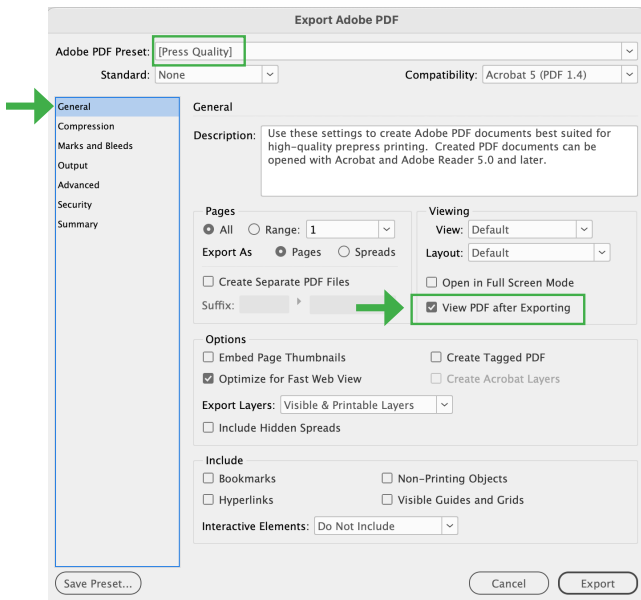 Export Adobe PDF
Adobe PDF Preset: [Press Quality]
Standard: None Compatibility: Acrobat 5 (PDF 1.4)
General
Compression
Marks and Bleeds
Output
Advanced
Security
Summary
General
Description: Use these settings to create Adobe PDF documents best suited for
high-quality prepress printing. Created PDF documents can be
opened with Acrobat and Adobe Reader 5.0 and later.
Pages
All Range: 1
Export As Pages Spreads
Create Separate PDF Files
Suffix:
Viewing
View: Default
Layout: Default
Open in Full Screen Mode
View PDF after Exporting
Options
Embed Page Thumbnails Create Tagged PDF
Optimize for Fast Web View Create Acrobat Layers
Export Layers: Visible & Printable Layers
Include Hidden Spreads
Include
Bookmarks Non-Printing Objects
Hyperlinks Visible Guides and Grids
Interactive Elements: Do Not Include
Save Preset... Cancel Export